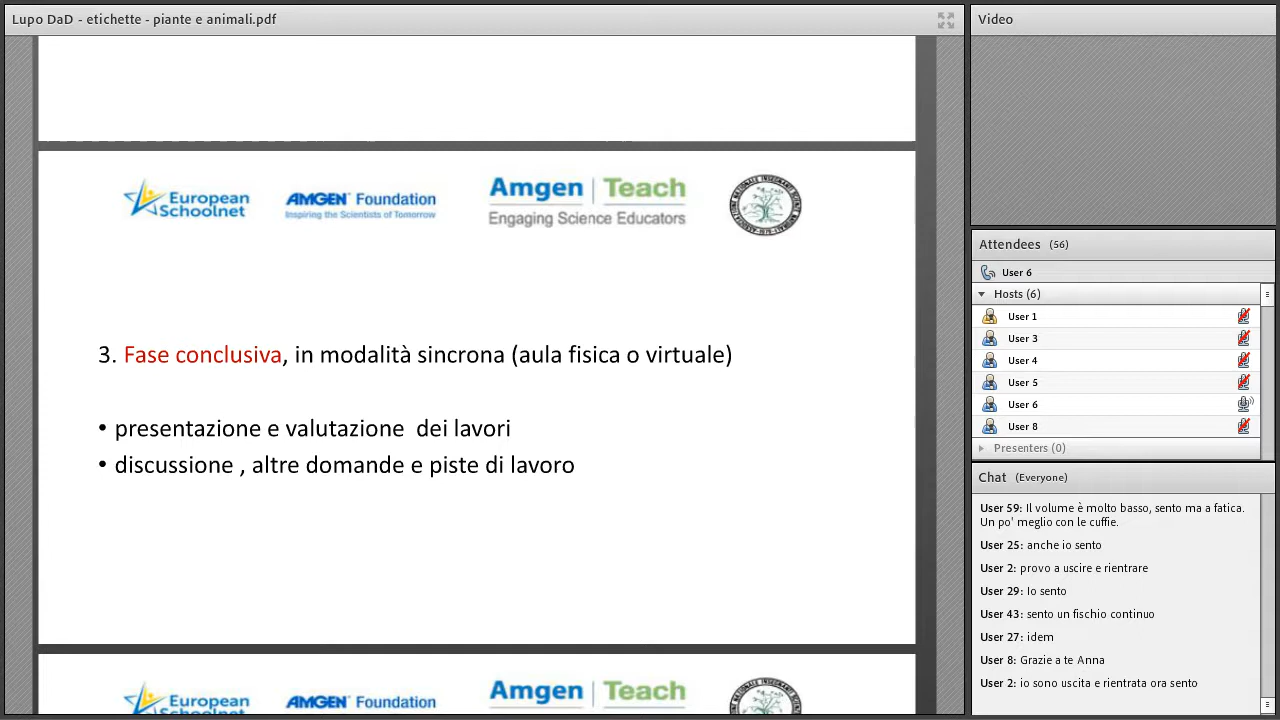 Lupo DaD - etichette - piante e animali.pdf
European
Schoolnet
AMGEN Foundation
Inspiring the Scientists of Tomorrow
Amgen | Teach
Engaging Science Educators
3. Fase conclusiva, in modalità sincrona (aula fisica o virtuale)
• presentazione e valutazione dei lavori
• discussione , altre domande e piste di lavoro
European
Schoolnet
AMGEN Foundation
Amgen | Teach
Video
Attendees (56)
User 6
Hosts (6)
User 1
User 3
User 4
User 5
User 6
User 8
Presenters (0)
Chat (Everyone)
User 59: Il volume è molto basso, sento ma a fatica.
Un po' meglio con le cuffie.
User 25: anche io sento
User 2: provo a uscire e rientrare
User 29: Io sento
User 43: sento un fischio continuo
User 27: idem
User 8: Grazie a te Anna
User 2: io sono uscita e rientrata ora sento